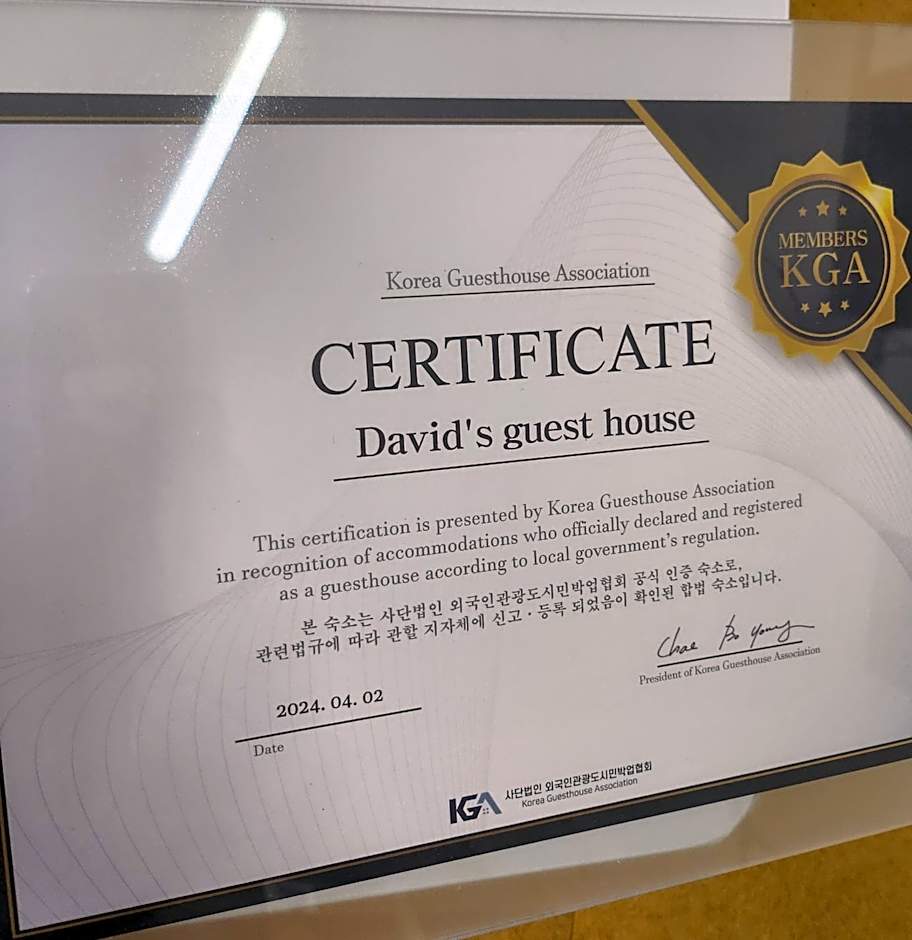 MEMBERS
KGA
Korea Guesthouse Association
CERTIFICATE
David's guest house
This certification is presented by Korea Guesthouse Association
in recognition of accommodations who officially declared and registered
as a guesthouse according to local government's regulation.
본 숙소는 사단법인 외국인관광도시민박업협회 공식 인증 숙소로,
관련법규에 따라 관할 지자체에 신고 · 등록 되었음이 확인된 합법 숙소입니다.
Chae Bo Young
President of Korea Guesthouse Association
2024. 04. 02
Date
KGA 사단법인 외국인관광도시민박업협회
Korea Guesthouse Association